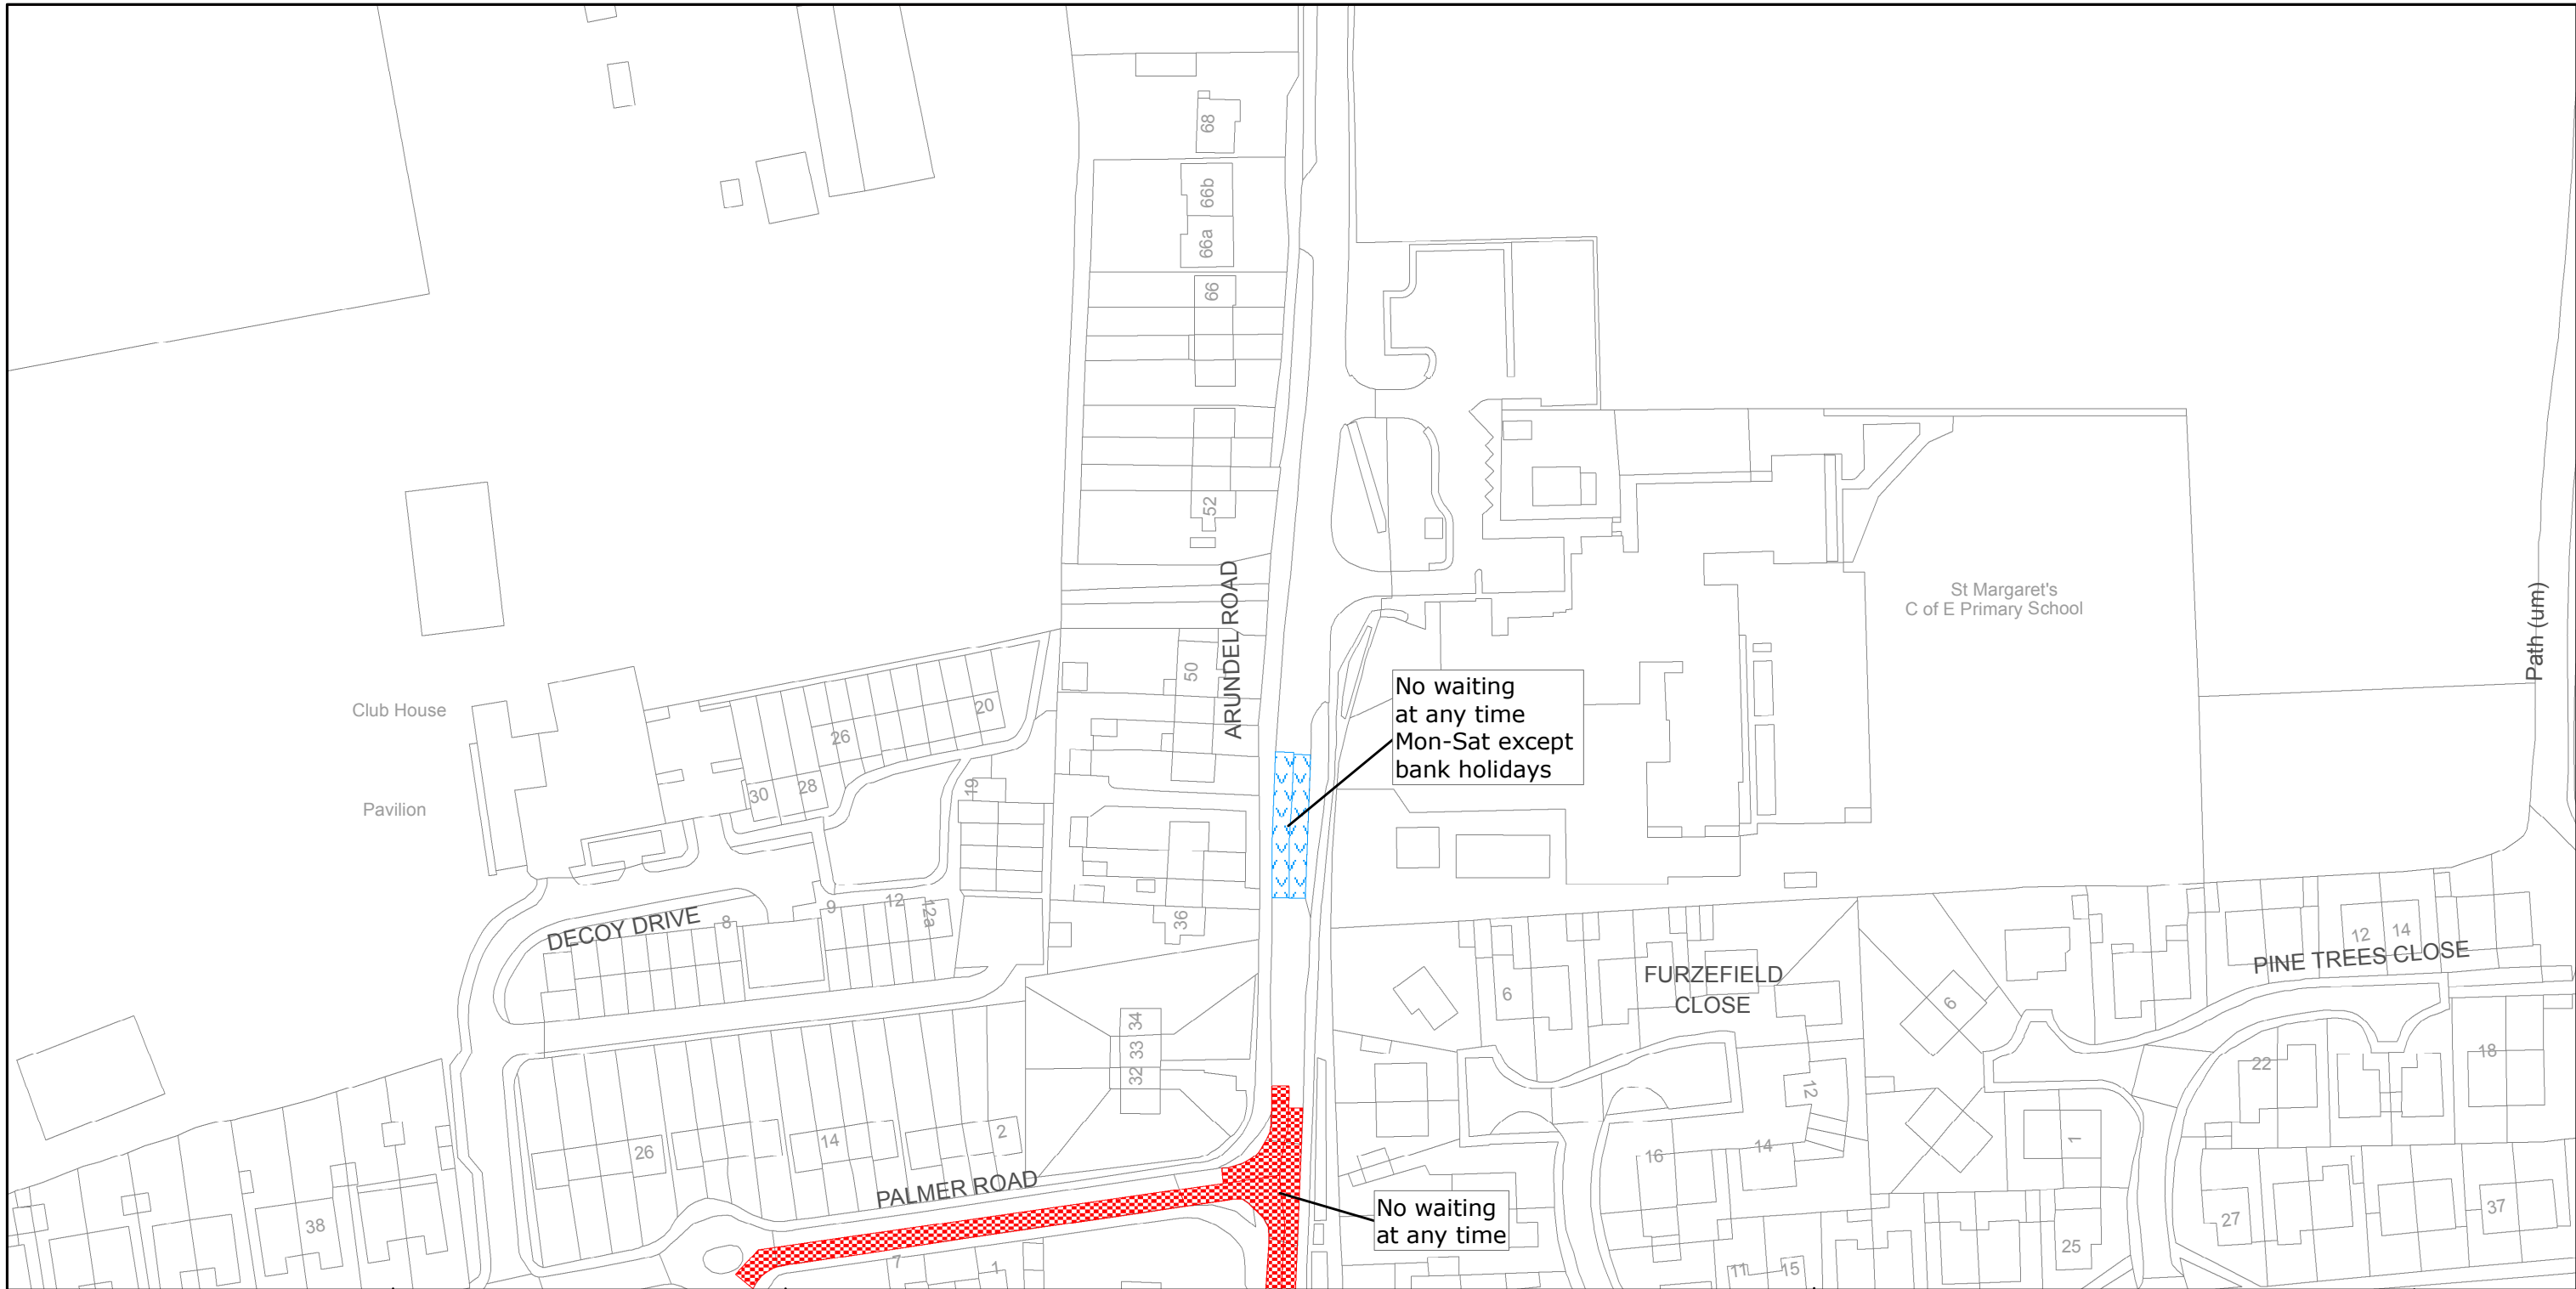 68
66b
66a
66
52
ARUNDEL ROAD
St Margaret's
C of E Primary School
Path (um)
50
No waiting
at any time
Mon-Sat except
bank holidays
Club House
Pavilion
20
26
28
30
19
DECOY DRIVE
8
9
12
12a
36
FURZEFIELD
CLOSE
6
12
14
PINE TREES CLOSE
6
34
33
32
18
22
12
1
2
14
26
16
14
PALMER ROAD
No waiting
at any time
38
27
37
25
7
1
11
15